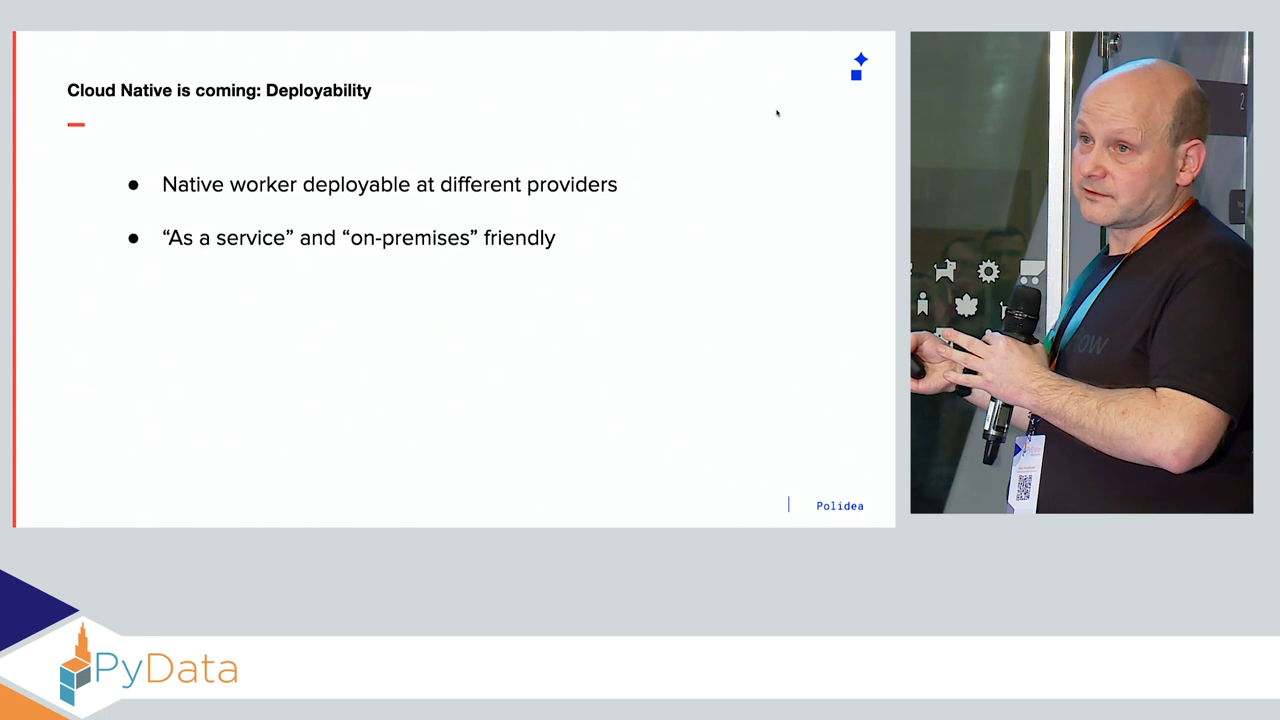 Cloud Native is coming: Deployability
● Native worker deployable at different providers
● “As a service” and “on-premises” friendly
Polidea
PyData